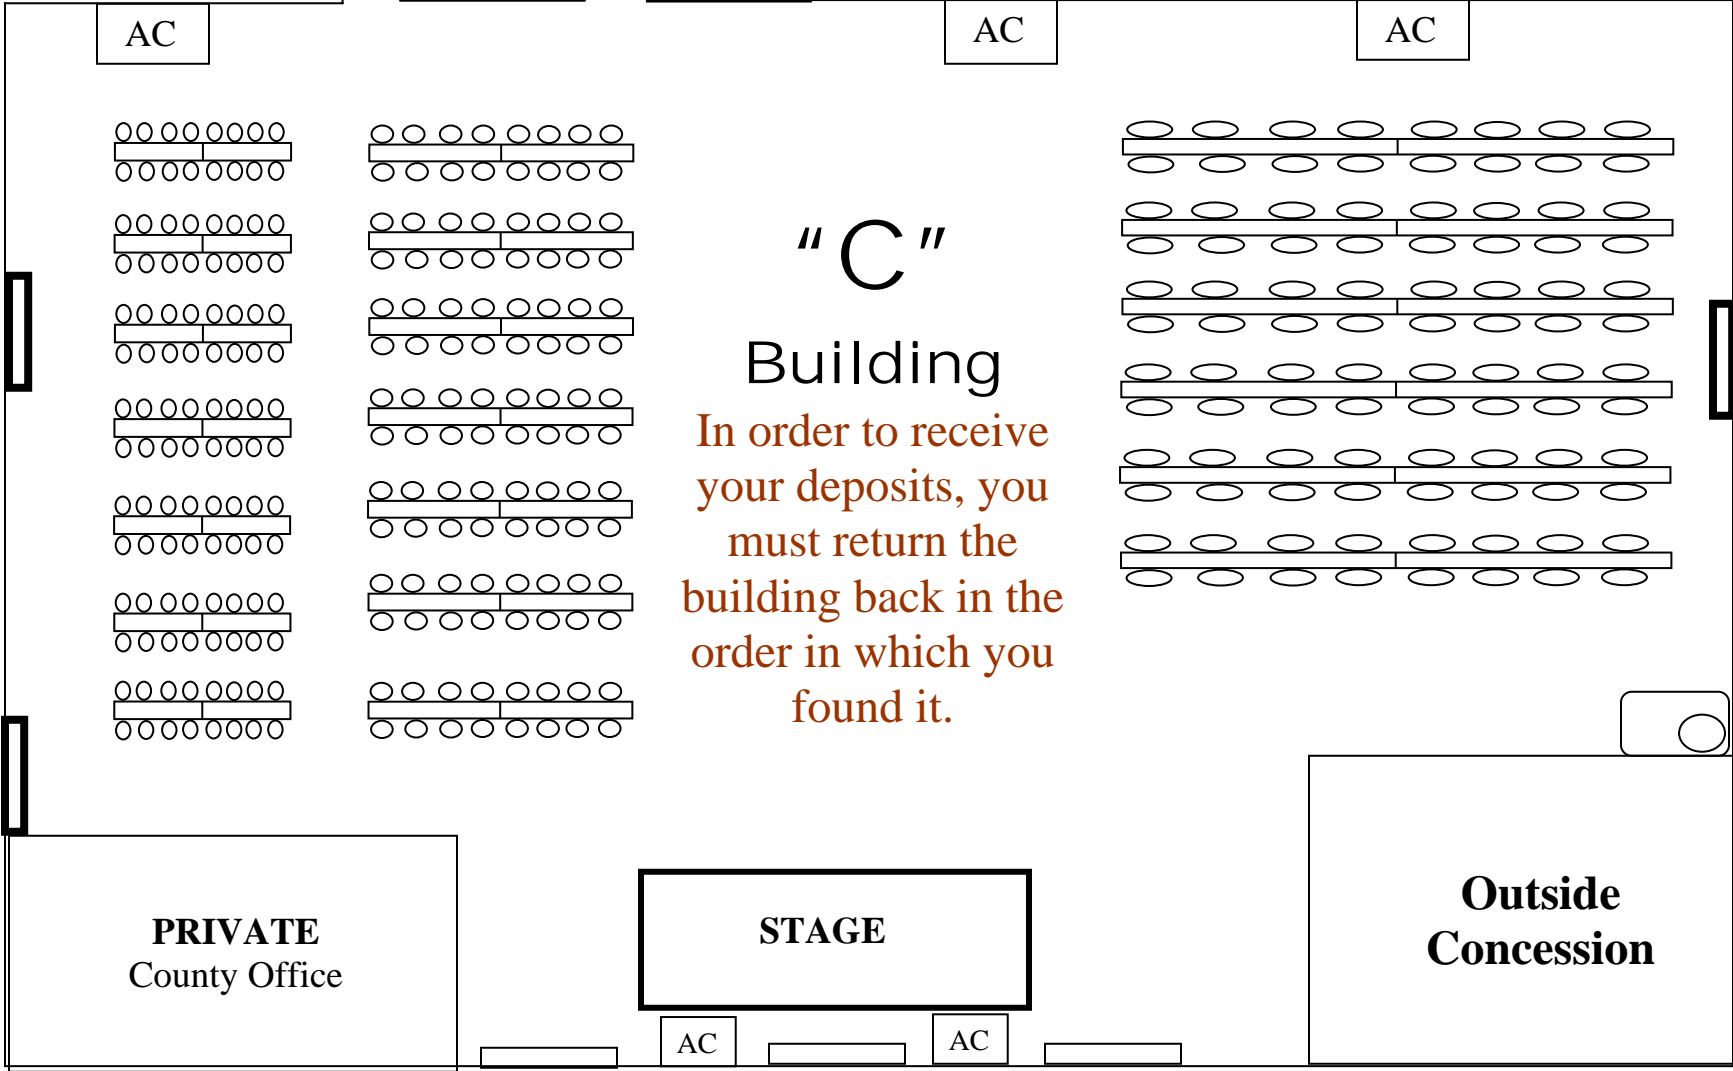 AC
AC
AC
“C”
Building
In order to receive
your deposits, you
must return the
building back in the
order in which you
found it.
PRIVATE
County Office
STAGE
Outside
Concession
AC
AC